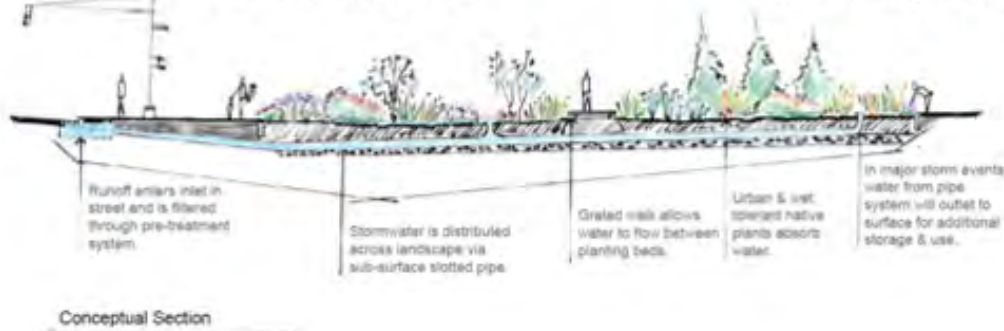 Runoff enters inlet in
street and is filtered
through pre-treatment
system.
Stormwater is distributed
across landscape via
sub-surface slotted pipe.
Grated walk allows
water to flow between
planting beds.
Urban & wet
tolerant native
plants absorb
water.
In major storm events
water from pipe
system will outlet to
surface for additional
storage & use.
Conceptual Section